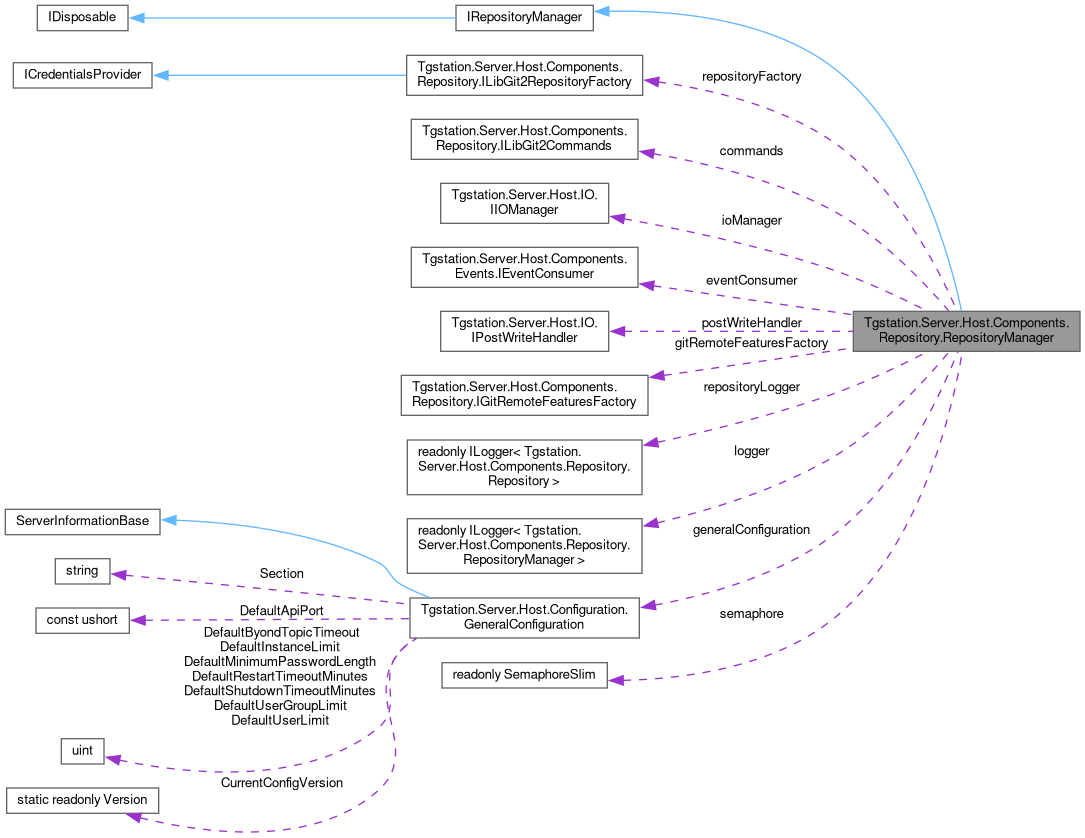 IDisposable
IRepositoryManager
ICredentialsProvider
Tgstation.Server.Host.Components.
Repository.ILibGit2RepositoryFactory
repositoryFactory
Tgstation.Server.Host.Components.
Repository.ILibGit2Commands
commands
Tgstation.Server.Host.IO.
IIOManager
ioManager
Tgstation.Server.Host.Components.
Events.IEventConsumer
eventConsumer
Tgstation.Server.Host.IO.
IPostWriteHandler
postWriteHandler
Tgstation.Server.Host.Components.
Repository.RepositoryManager
gitRemoteFeaturesFactory
Tgstation.Server.Host.Components.
Repository.IGitRemoteFeaturesFactory
repositoryLogger
readonly ILogger< Tgstation.
Server.Host.Components.Repository.
Repository >
logger
readonly ILogger< Tgstation.
Server.Host.Components.Repository.
RepositoryManager >
generalConfiguration
ServerInformationBase
string
Section
const ushort
DefaultApiPort
Tgstation.Server.Host.Configuration.
GeneralConfiguration
semaphore
DefaultByondTopicTimeout
DefaultInstanceLimit
DefaultMinimumPasswordLength
DefaultRestartTimeoutMinutes
DefaultShutdownTimeoutMinutes
DefaultUserGroupLimit
DefaultUserLimit
readonly SemaphoreSlim
uint
CurrentConfigVersion
static readonly Version